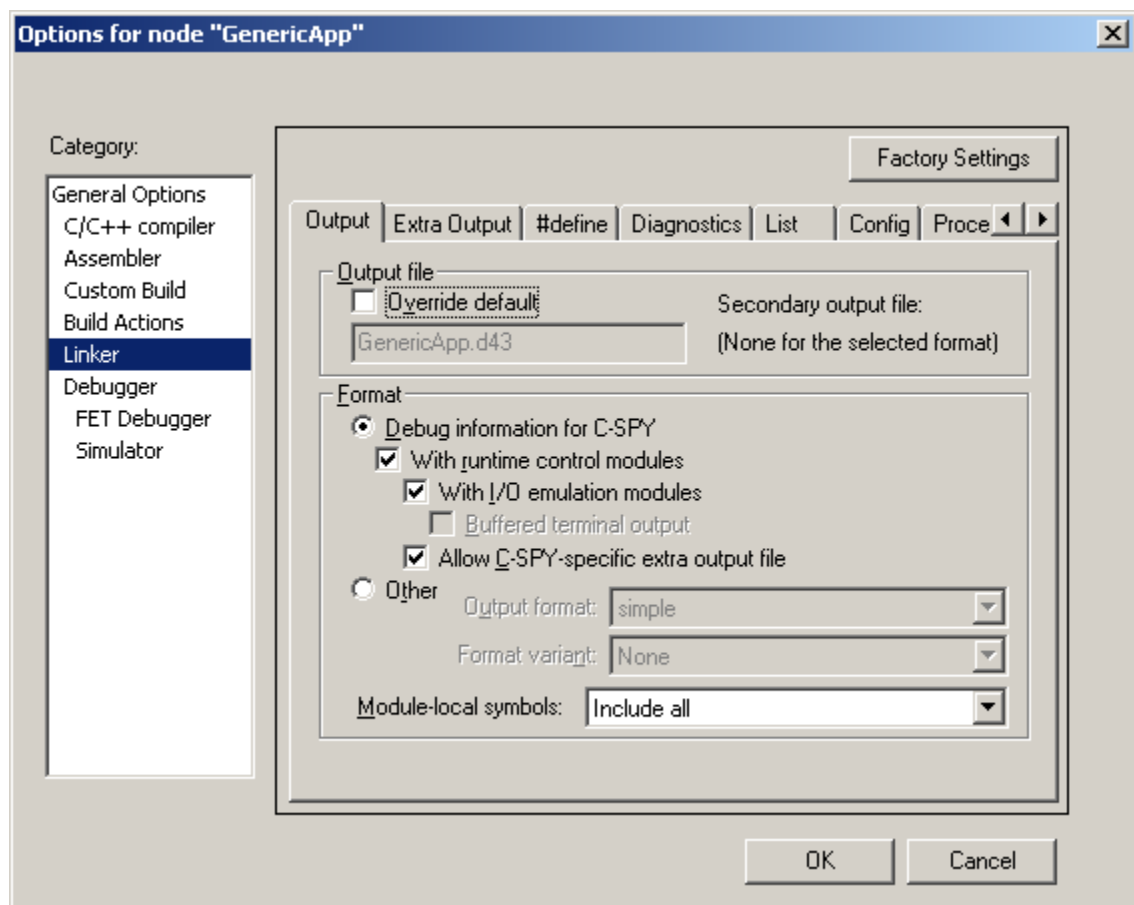 Options for node "GenericApp"
Category:
General Options
C/C++ compiler
Assembler
Custom Build
Build Actions
Linker
Debugger
FET Debugger
Simulator
Factory Settings
Output
Extra Output
#define
Diagnostics
List
Config
Proce
Output file
Override default
GenericApp.d43
Secondary output file:
(None for the selected format)
Format
Debug information for C-SPY
With runtime control modules
With I/O emulation modules
Buffered terminal output
Allow C-SPY-specific extra output file
Other
Output format:
simple
Format variant:
None
Module-local symbols:
Include all
OK
Cancel